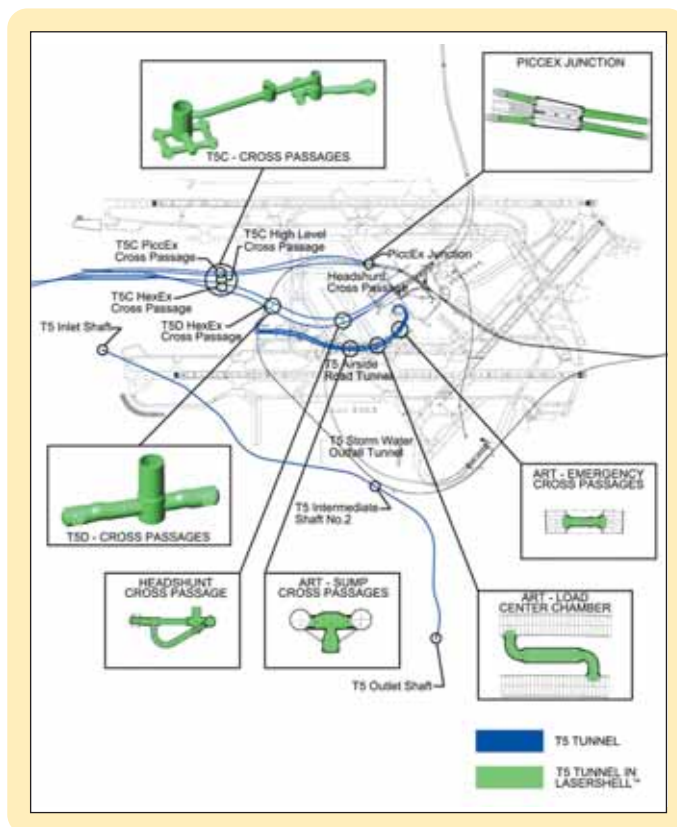 PICCEX JUNCTION
T5C - CROSS PASSAGES
T5C High Level
Cross Passage
T5C PiccEx
Cross Passage
PiccEx Junction
Headshunt
Cross Passage
T5C HexEx
Cross Passage
T5D HexEx
Cross Passage
T5 Inlet Shaft
T5 Airside
Road Tunnel
T5 Storm Water
Outfall Tunnel
ART - EMERGENCY
CROSS PASSAGES
T5 Intermediate
Shaft No.2
T5D - CROSS PASSAGES
HEADSHUNT
CROSS PASSAGE
ART - SUMP
CROSS PASSAGES
ART - LOAD
CENTER CHAMBER
T5 Outlet Shaft
T5 TUNNEL
T5 TUNNEL IN
LASERSHELL™